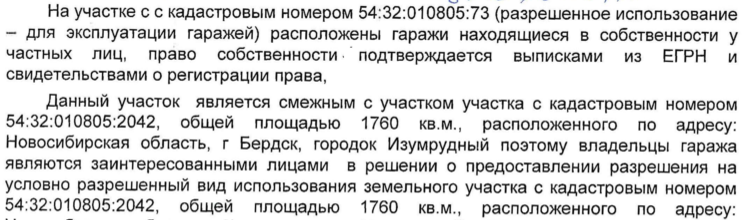 На участке с с кадастровым номером 54:32:010805:73 (разрешенное использование
– для эксплуатации гаражей) расположены гаражи находящиеся в собственности у
частных лиц, право собственности подтверждается выписками из ЕГРН и
свидетельствами о регистрации права,
Данный участок является смежным с участком участка с кадастровым номером
54:32:010805:2042, общей площадью 1760 кв.м., расположенного по адресу:
Новосибирская область, г Бердск, городок Изумрудный поэтому владельцы гаража
являются заинтересованными лицами в решении о предоставлении разрешения на
условно разрешенный вид использования земельного участка с кадастровым номером
54:32:010805:2042, общей площадью 1760 кв.м., расположенного по адресу: